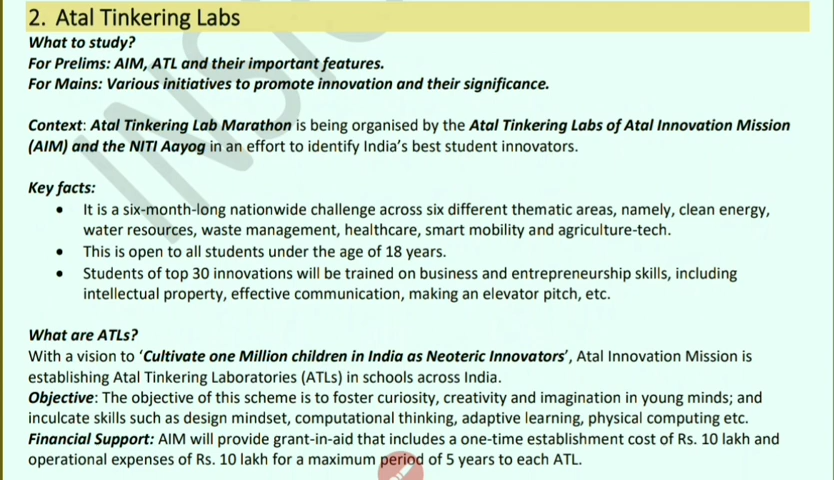 2. Atal Tinkering Labs
What to study?
For Prelims: AIM, ATL and their important features.
For Mains: Various initiatives to promote innovation and their significance.
Context: Atal Tinkering Lab Marathon is being organised by the Atal Tinkering Labs of Atal Innovation Mission
(AIM) and the NITI Aayog in an effort to identify India's best student innovators.
Key facts:
• It is a six-month-long nationwide challenge across six different thematic areas, namely, clean energy,
water resources, waste management, healthcare, smart mobility and agriculture-tech.
• This is open to all students under the age of 18 years.
• Students of top 30 innovations will be trained on business and entrepreneurship skills, including
intellectual property, effective communication, making an elevator pitch, etc.
What are ATLs?
With a vision to 'Cultivate one Million children in India as Neoteric Innovators', Atal Innovation Mission is
establishing Atal Tinkering Laboratories (ATLs) in schools across India.
Objective: The objective of this scheme is to foster curiosity, creativity and imagination in young minds; and
inculcate skills such as design mindset, computational thinking, adaptive learning, physical computing etc.
Financial Support: AIM will provide grant-in-aid that includes a one-time establishment cost of Rs. 10 lakh and
operational expenses of Rs. 10 lakh for a maximum period of 5 years to each ATL.